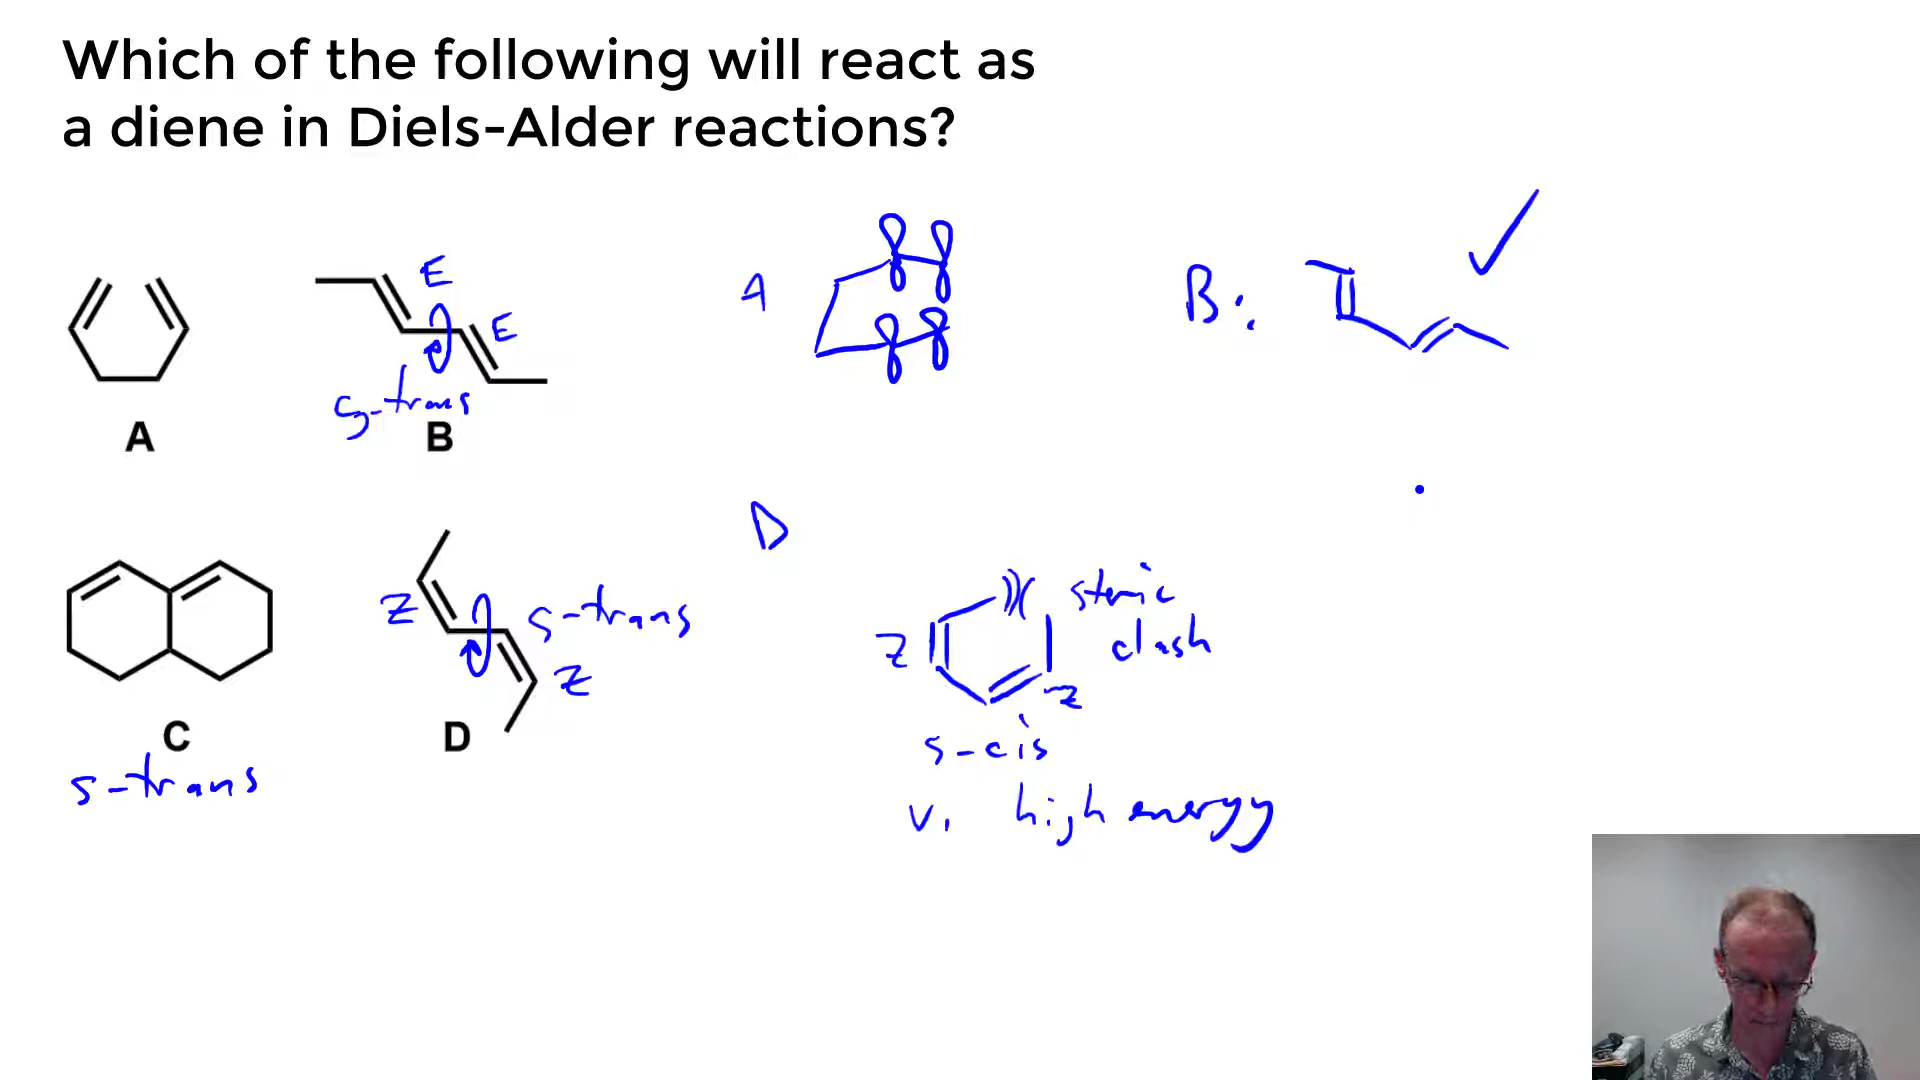 Which of the following will react as
a diene in Diels-Alder reactions?
E
E
s-trans
A
B
A
B:
Z
s-trans
Z
C
D
s-trans
D
steric
clash
Z
Z
s-cis
v. high energy